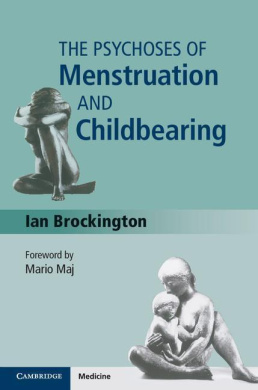 THE PSYCHOSES OF
Menstruation
AND
Childbearing
Ian Brockington
Foreword by
Mario Maj
CAMBRIDGE
Medicine